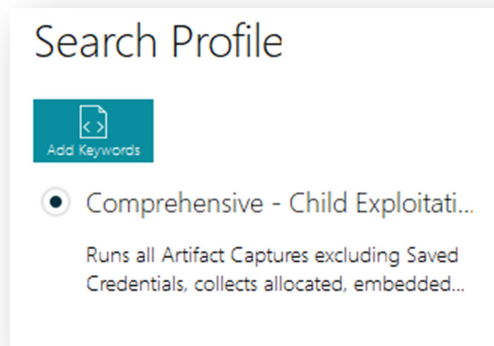 Search Profile
Add Keywords
Comprehensive - Child Exploitati...
Runs all Artifact Captures excluding Saved
Credentials, collects allocated, embedded...